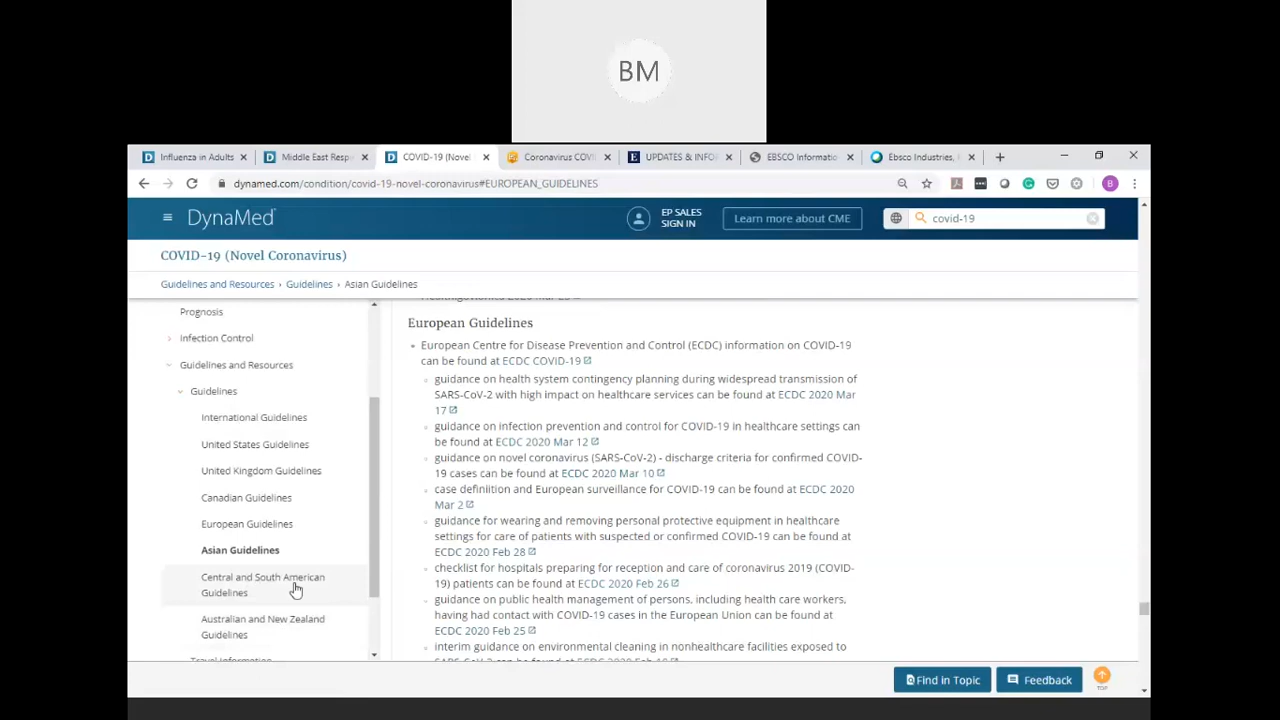 BM
Influenza in Adults
Middle East Resp
COVID-19 (Novel
Coronavirus COVI
UPDATES & INFO
EBSCO Informatio
Ebsco Industries,
dynamed.com/condition/covid-19-novel-coronavirus#EUROPEAN_GUIDELINES
B
DynaMed
EP SALES
SIGN IN
Learn more about CME
covid-19
COVID-19 (Novel Coronavirus)
Guidelines and Resources › Guidelines › Asian Guidelines
Prognosis
Infection Control
Guidelines and Resources
Guidelines
International Guidelines
United States Guidelines
United Kingdom Guidelines
Canadian Guidelines
European Guidelines
Asian Guidelines
Central and South American
Guidelines
Australian and New Zealand
Guidelines
Travel Information
European Guidelines
European Centre for Disease Prevention and Control (ECDC) information on COVID-19
can be found at ECDC COVID-19
guidance on health system contingency planning during widespread transmission of
SARS-CoV-2 with high impact on healthcare services can be found at ECDC 2020 Mar
17
guidance on infection prevention and control for COVID-19 in healthcare settings can
be found at ECDC 2020 Mar 12
guidance on novel coronavirus (SARS-CoV-2) - discharge criteria for confirmed COVID-
19 cases can be found at ECDC 2020 Mar 10
case definiition and European surveillance for COVID-19 can be found at ECDC 2020
Mar 2
guidance for wearing and removing personal protective equipment in healthcare
settings for care of patients with suspected or confirmed COVID-19 can be found at
ECDC 2020 Feb 28
checklist for hospitals preparing for reception and care of coronavirus 2019 (COVID-
19) patients can be found at ECDC 2020 Feb 26
guidance on public health management of persons, including health care workers,
having had contact with COVID-19 cases in the European Union can be found at
ECDC 2020 Feb 25
interim guidance on environmental cleaning in nonhealthcare facilities exposed to
Find in Topic
Feedback
TOP